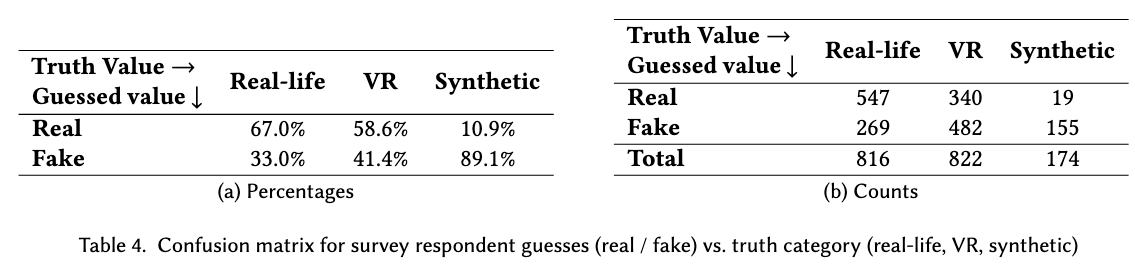 Truth Value → Real-life VR Synthetic
Guessed value ↓
Real 67.0% 58.6% 10.9%
Fake 33.0% 41.4% 89.1%
(a) Percentages
Truth Value → Real-life VR Synthetic
Guessed value ↓
Real 547 340 19
Fake 269 482 155
Total 816 822 174
(b) Counts
Table 4. Confusion matrix for survey respondent guesses (real / fake) vs. truth category (real-life, VR, synthetic)